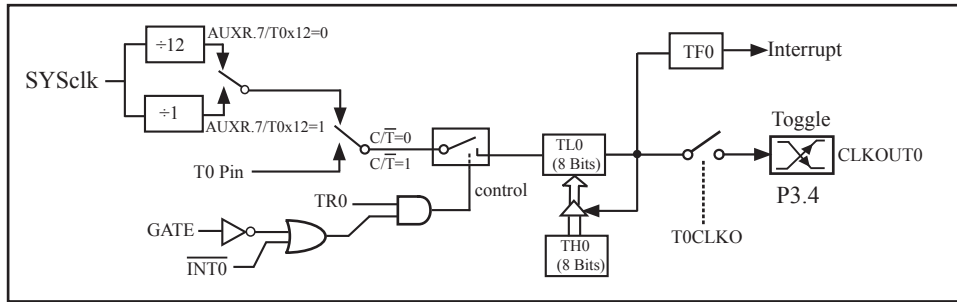 ÷12
AUXR.7/T0x12=0
SYSclk
÷1
AUXR.7/T0x12=1
T0 Pin
C/T̅=0
C/T̅=1
TR0
GATE
I̅N̅T̅0̅
control
TL0
(8 Bits)
TH0
(8 Bits)
TF0
Interrupt
Toggle
CLKOUT0
P3.4
T0CLKO